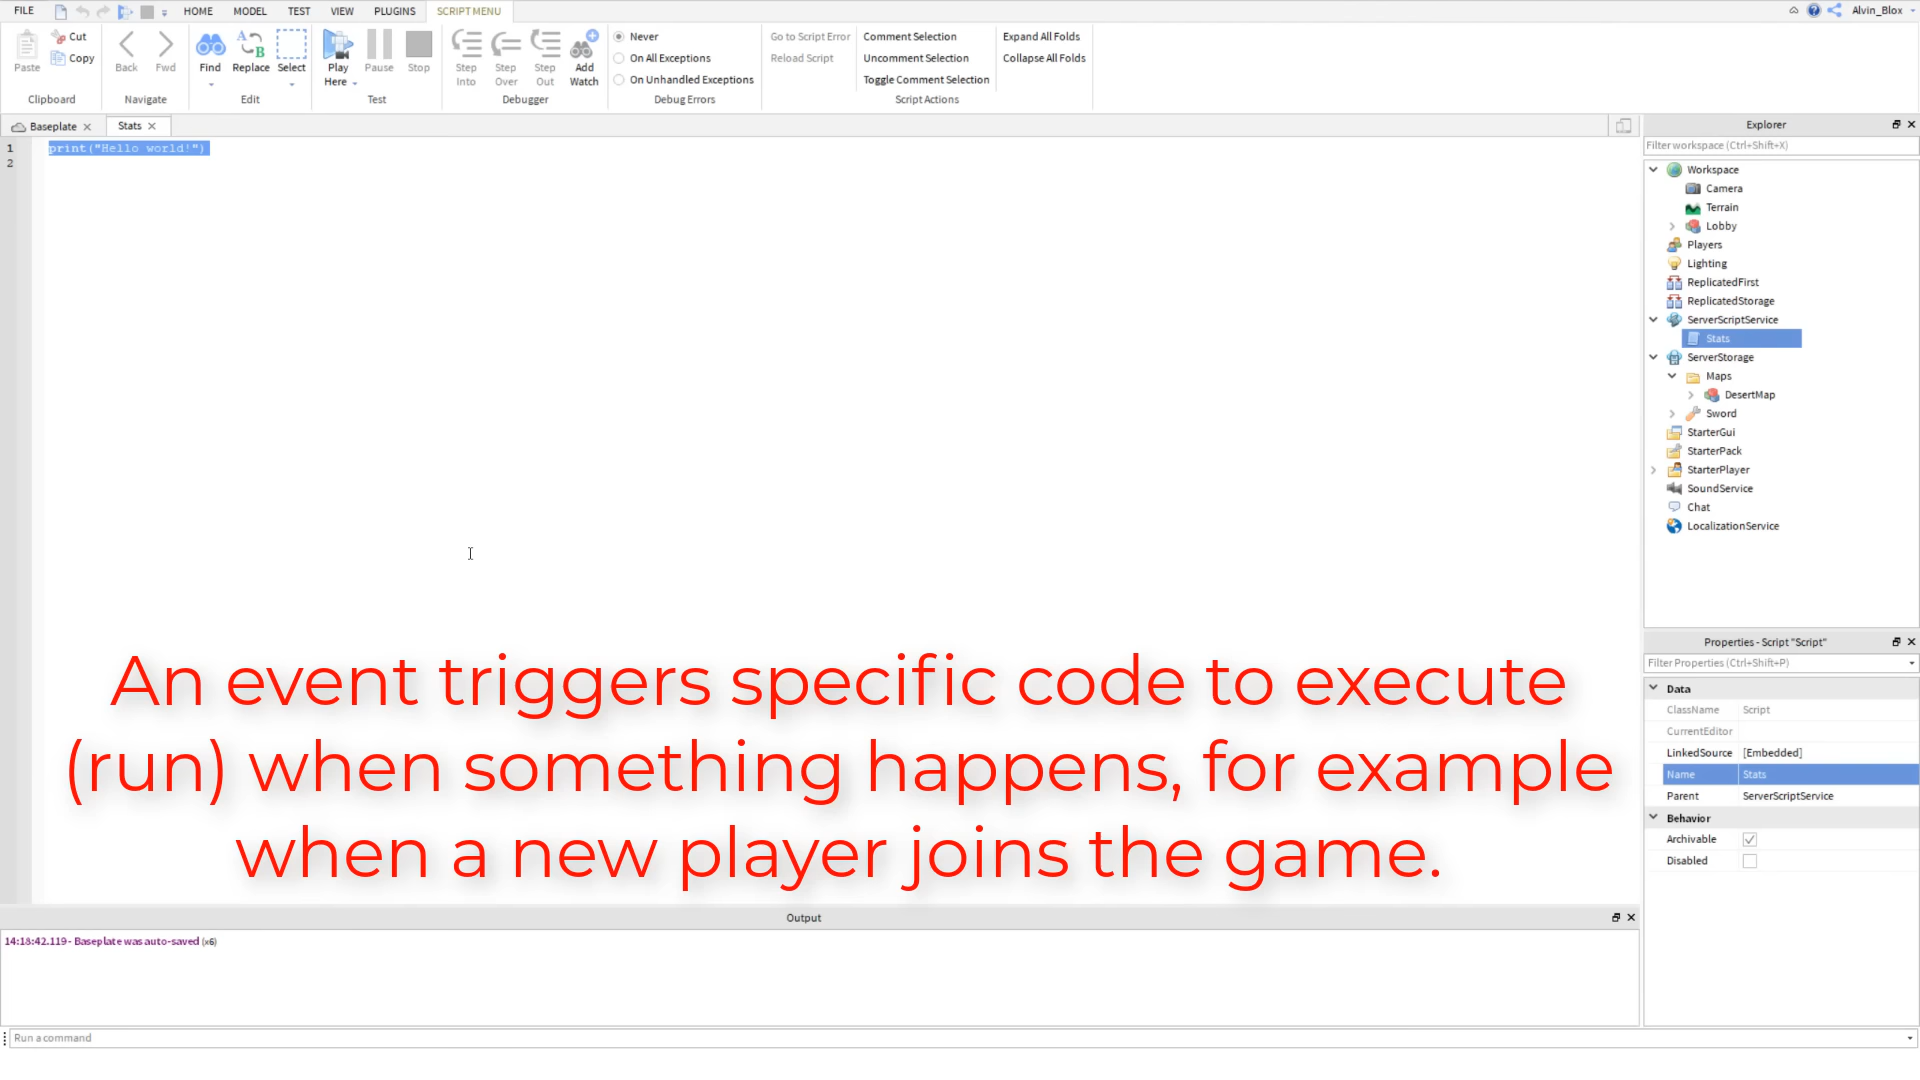 FILE HOME MODEL TEST VIEW PLUGINS SCRIPT MENU Alvin_Blox
Paste Cut Copy
Clipboard
Back Fwd
Navigate
Find Replace Select
Edit
Play Here Pause Stop
Test
Step Into Step Over Step Out Add Watch
Debugger
Never
On All Exceptions
On Unhandled Exceptions
Debug Errors
Go to Script Error
Reload Script
Comment Selection
Uncomment Selection
Toggle Comment Selection
Expand All Folds
Collapse All Folds
Script Actions
Baseplate Stats
1 print("Hello world!")
2
An event triggers specific code to execute
(run) when something happens, for example
when a new player joins the game.
Output
14:18:42.119 - Baseplate was auto-saved (x6)
Run a command
Explorer
Filter workspace (Ctrl+Shift+X)
Workspace
Camera
Terrain
Lobby
Players
Lighting
ReplicatedFirst
ReplicatedStorage
ServerScriptService
Stats
ServerStorage
Maps
DesertMap
Sword
StarterGui
StarterPack
StarterPlayer
SoundService
Chat
LocalizationService
Properties - Script "Script"
Filter Properties (Ctrl+Shift+P)
Data
ClassName Script
CurrentEditor
LinkedSource [Embedded]
Name Stats
Parent ServerScriptService
Behavior
Archivable
Disabled